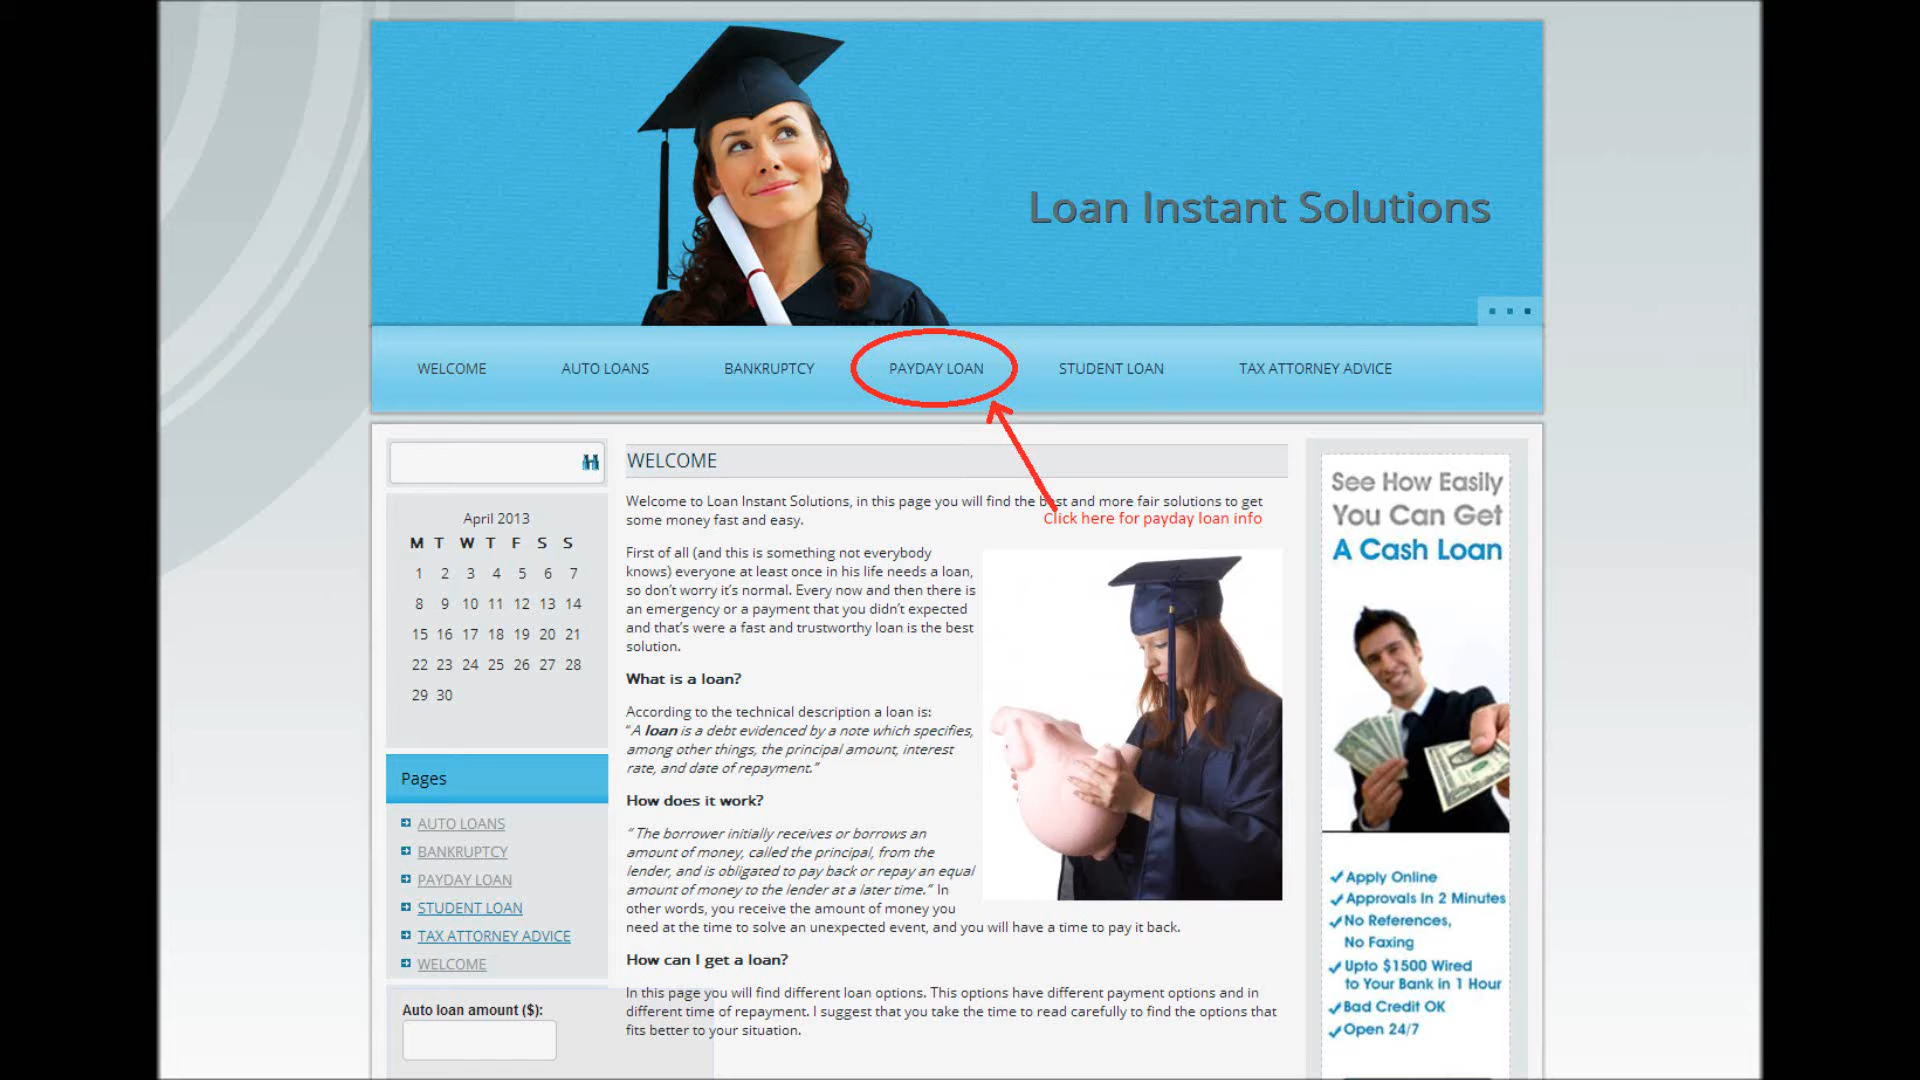 Loan Instant Solutions
WELCOME
AUTO LOANS
BANKRUPTCY
PAYDAY LOAN
STUDENT LOAN
TAX ATTORNEY ADVICE
April 2013
M T W T F S S
1 2 3 4 5 6 7
8 9 10 11 12 13 14
15 16 17 18 19 20 21
22 23 24 25 26 27 28
29 30
Pages
AUTO LOANS
BANKRUPTCY
PAYDAY LOAN
STUDENT LOAN
TAX ATTORNEY ADVICE
WELCOME
Auto loan amount ($):
WELCOME
Welcome to Loan Instant Solutions, in this page you will find the best and more fair solutions to get
some money fast and easy.
Click here for payday loan info
First of all (and this is something not everybody
knows) everyone at least once in his life needs a loan,
so don't worry it's normal. Every now and then there is
an emergency or a payment that you didn't expected
and that's were a fast and trustworthy loan is the best
solution.
What is a loan?
According to the technical description a loan is:
"A loan is a debt evidenced by a note which specifies,
among other things, the principal amount, interest
rate, and date of repayment."
How does it work?
"The borrower initially receives or borrows an
amount of money, called the principal, from the
lender, and is obligated to pay back or repay an equal
amount of money to the lender at a later time." In
other words, you receive the amount of money you
need at the time to solve an unexpected event, and you will have a time to pay it back.
How can I get a loan?
In this page you will find different loan options. This options have different payment options and in
different time of repayment. I suggest that you take the time to read carefully to find the options that
fits better to your situation.
See How Easily
You Can Get
A Cash Loan
Apply Online
Approvals In 2 Minutes
No References,
No Faxing
Upto $1500 Wired
to Your Bank in 1 Hour
Bad Credit OK
Open 24/7